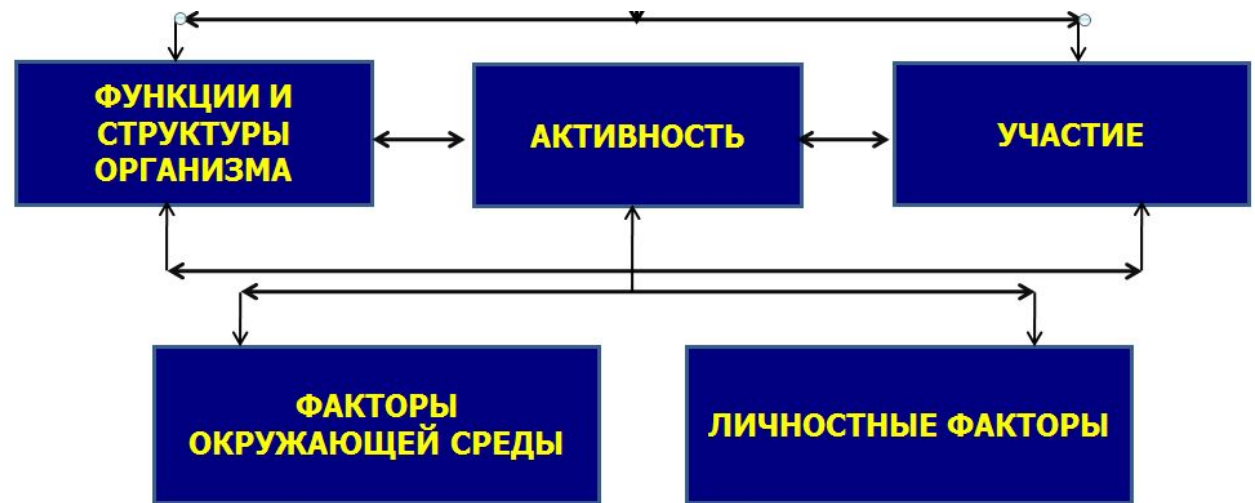 ФУНКЦИИ И
СТРУКТУРЫ
ОРГАНИЗМА
АКТИВНОСТЬ
УЧАСТИЕ
ФАКТОРЫ
ОКРУЖАЮЩЕЙ СРЕДЫ
ЛИЧНОСТНЫЕ ФАКТОРЫ